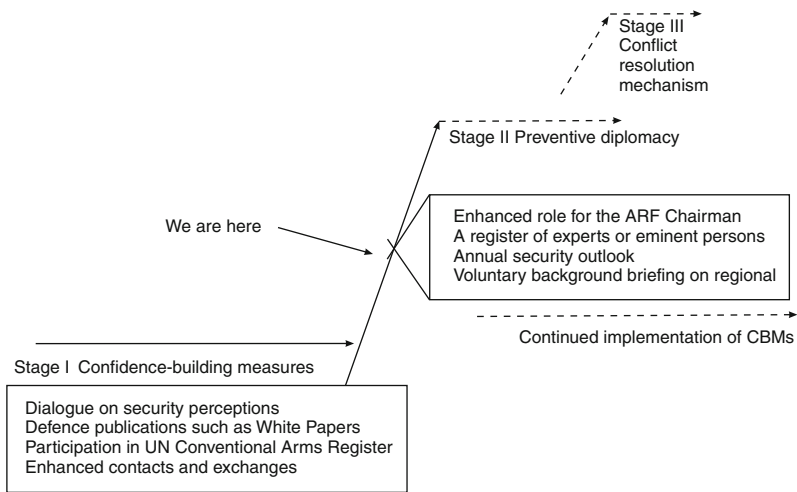 Stage III
Conflict
resolution
mechanism
Stage II Preventive diplomacy
We are here
Enhanced role for the ARF Chairman
A register of experts or eminent persons
Annual security outlook
Voluntary background briefing on regional
Continued implementation of CBMs
Stage I Confidence-building measures
Dialogue on security perceptions
Defence publications such as White Papers
Participation in UN Conventional Arms Register
Enhanced contacts and exchanges